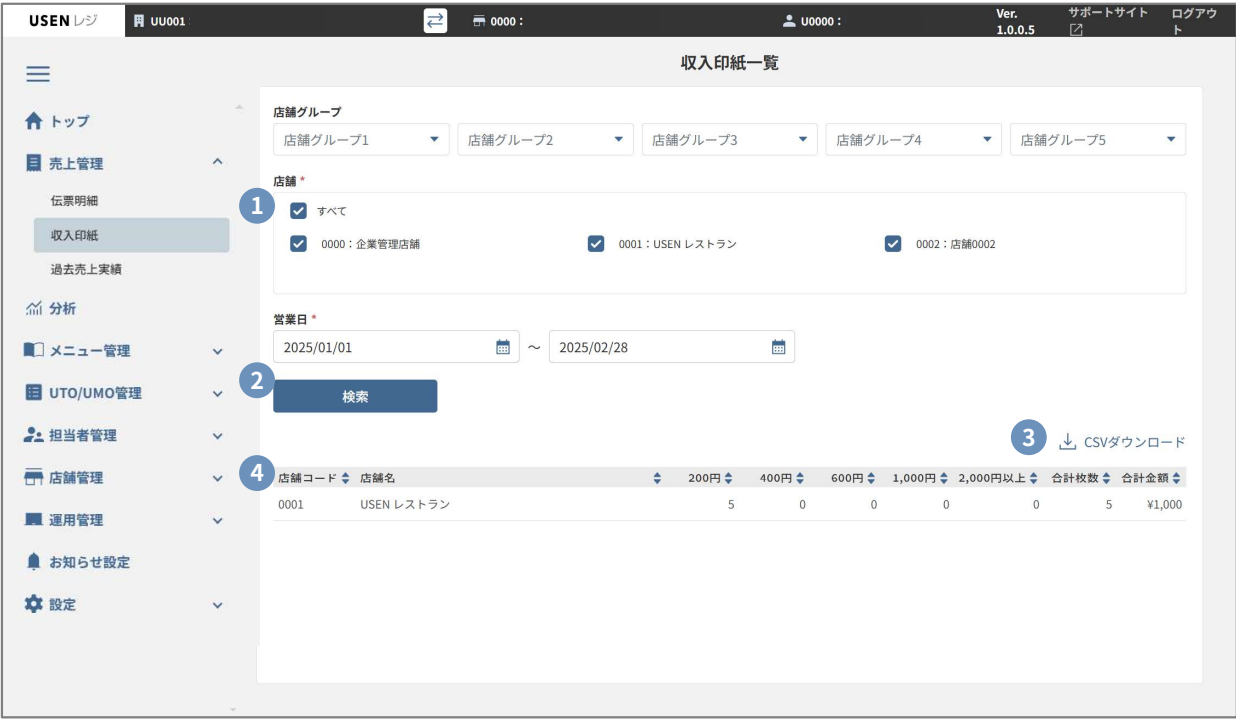 USEN レジ UU001 0000： U0000： Ver. 1.0.0.5 サポートサイト ログアウト
収入印紙一覧
トップ
売上管理
伝票明細
収入印紙
過去売上実績
分析
メニュー管理
UTO/UMO管理
担当者管理
店舗管理
運用管理
お知らせ設定
設定
店舗グループ
店舗グループ1 店舗グループ2 店舗グループ3 店舗グループ4 店舗グループ5
店舗 *
1 すべて
0000：企業管理店舗 0001：USEN レストラン 0002：店舗0002
営業日 *
2025/01/01 ～ 2025/02/28
2 検索
3 CSVダウンロード
4 店舗コード 店舗名 200円 400円 600円 1,000円 2,000円以上 合計枚数 合計金額
0001 USEN レストラン 5 0 0 0 0 5 ¥1,000